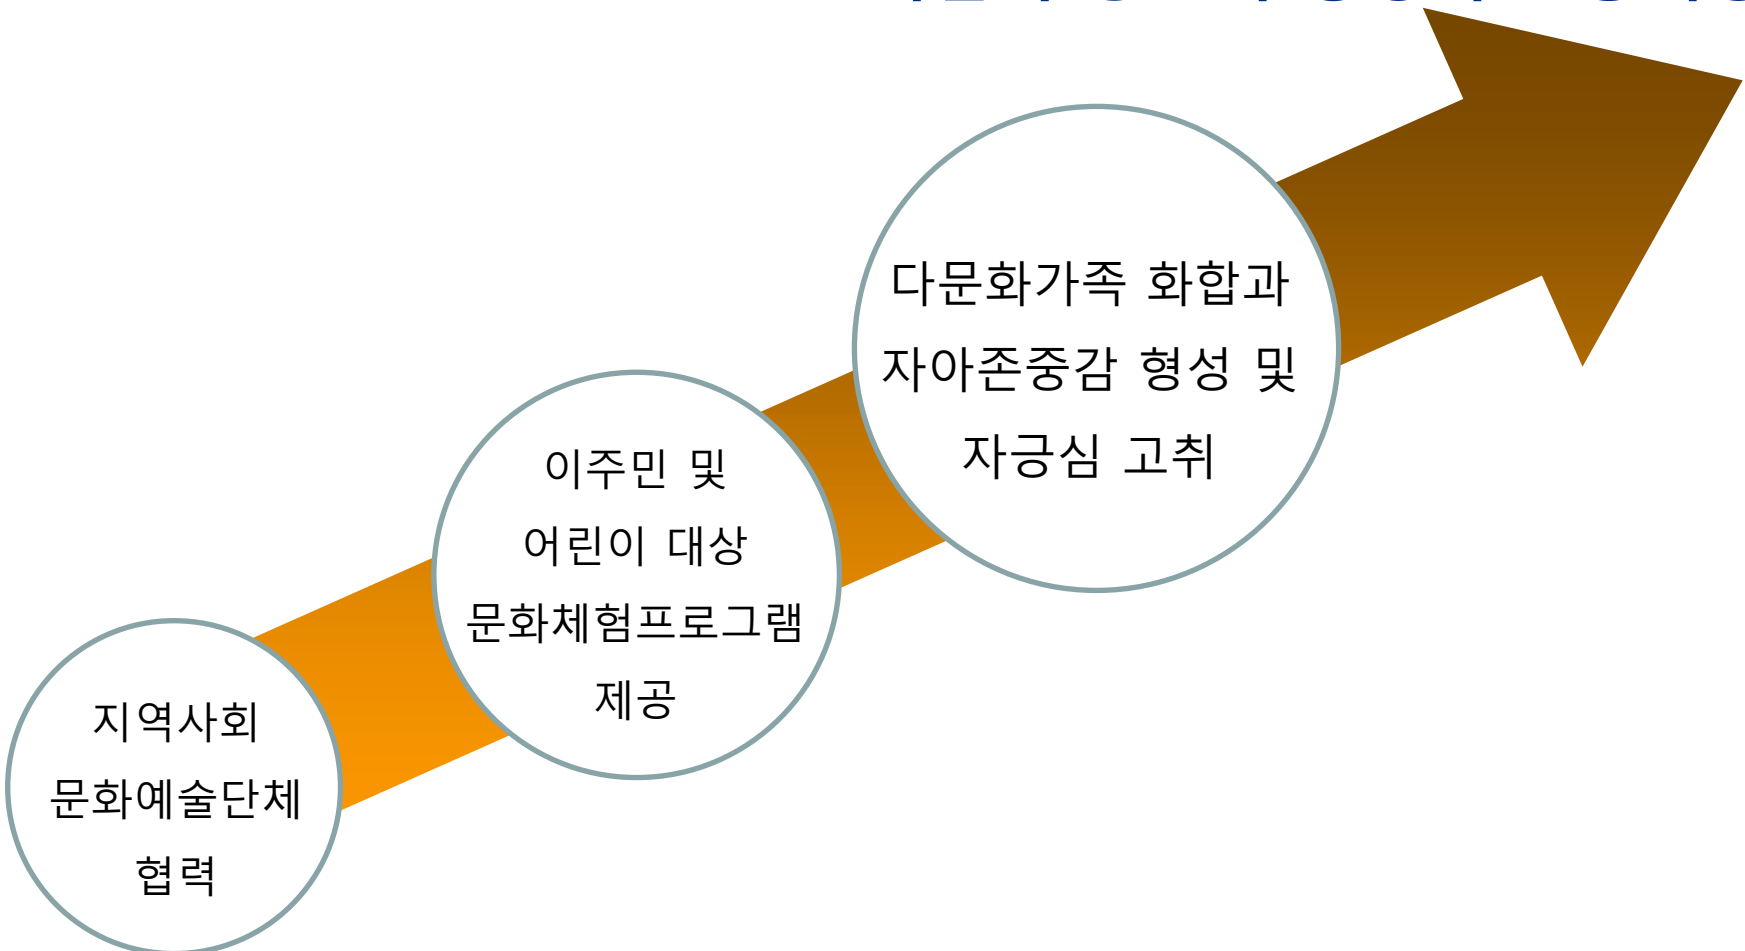 다문화가족 화합과
자아존중감 형성 및
자긍심 고취
이주민 및
어린이 대상
문화체험프로그램
제공
지역사회
문화예술단체
협력